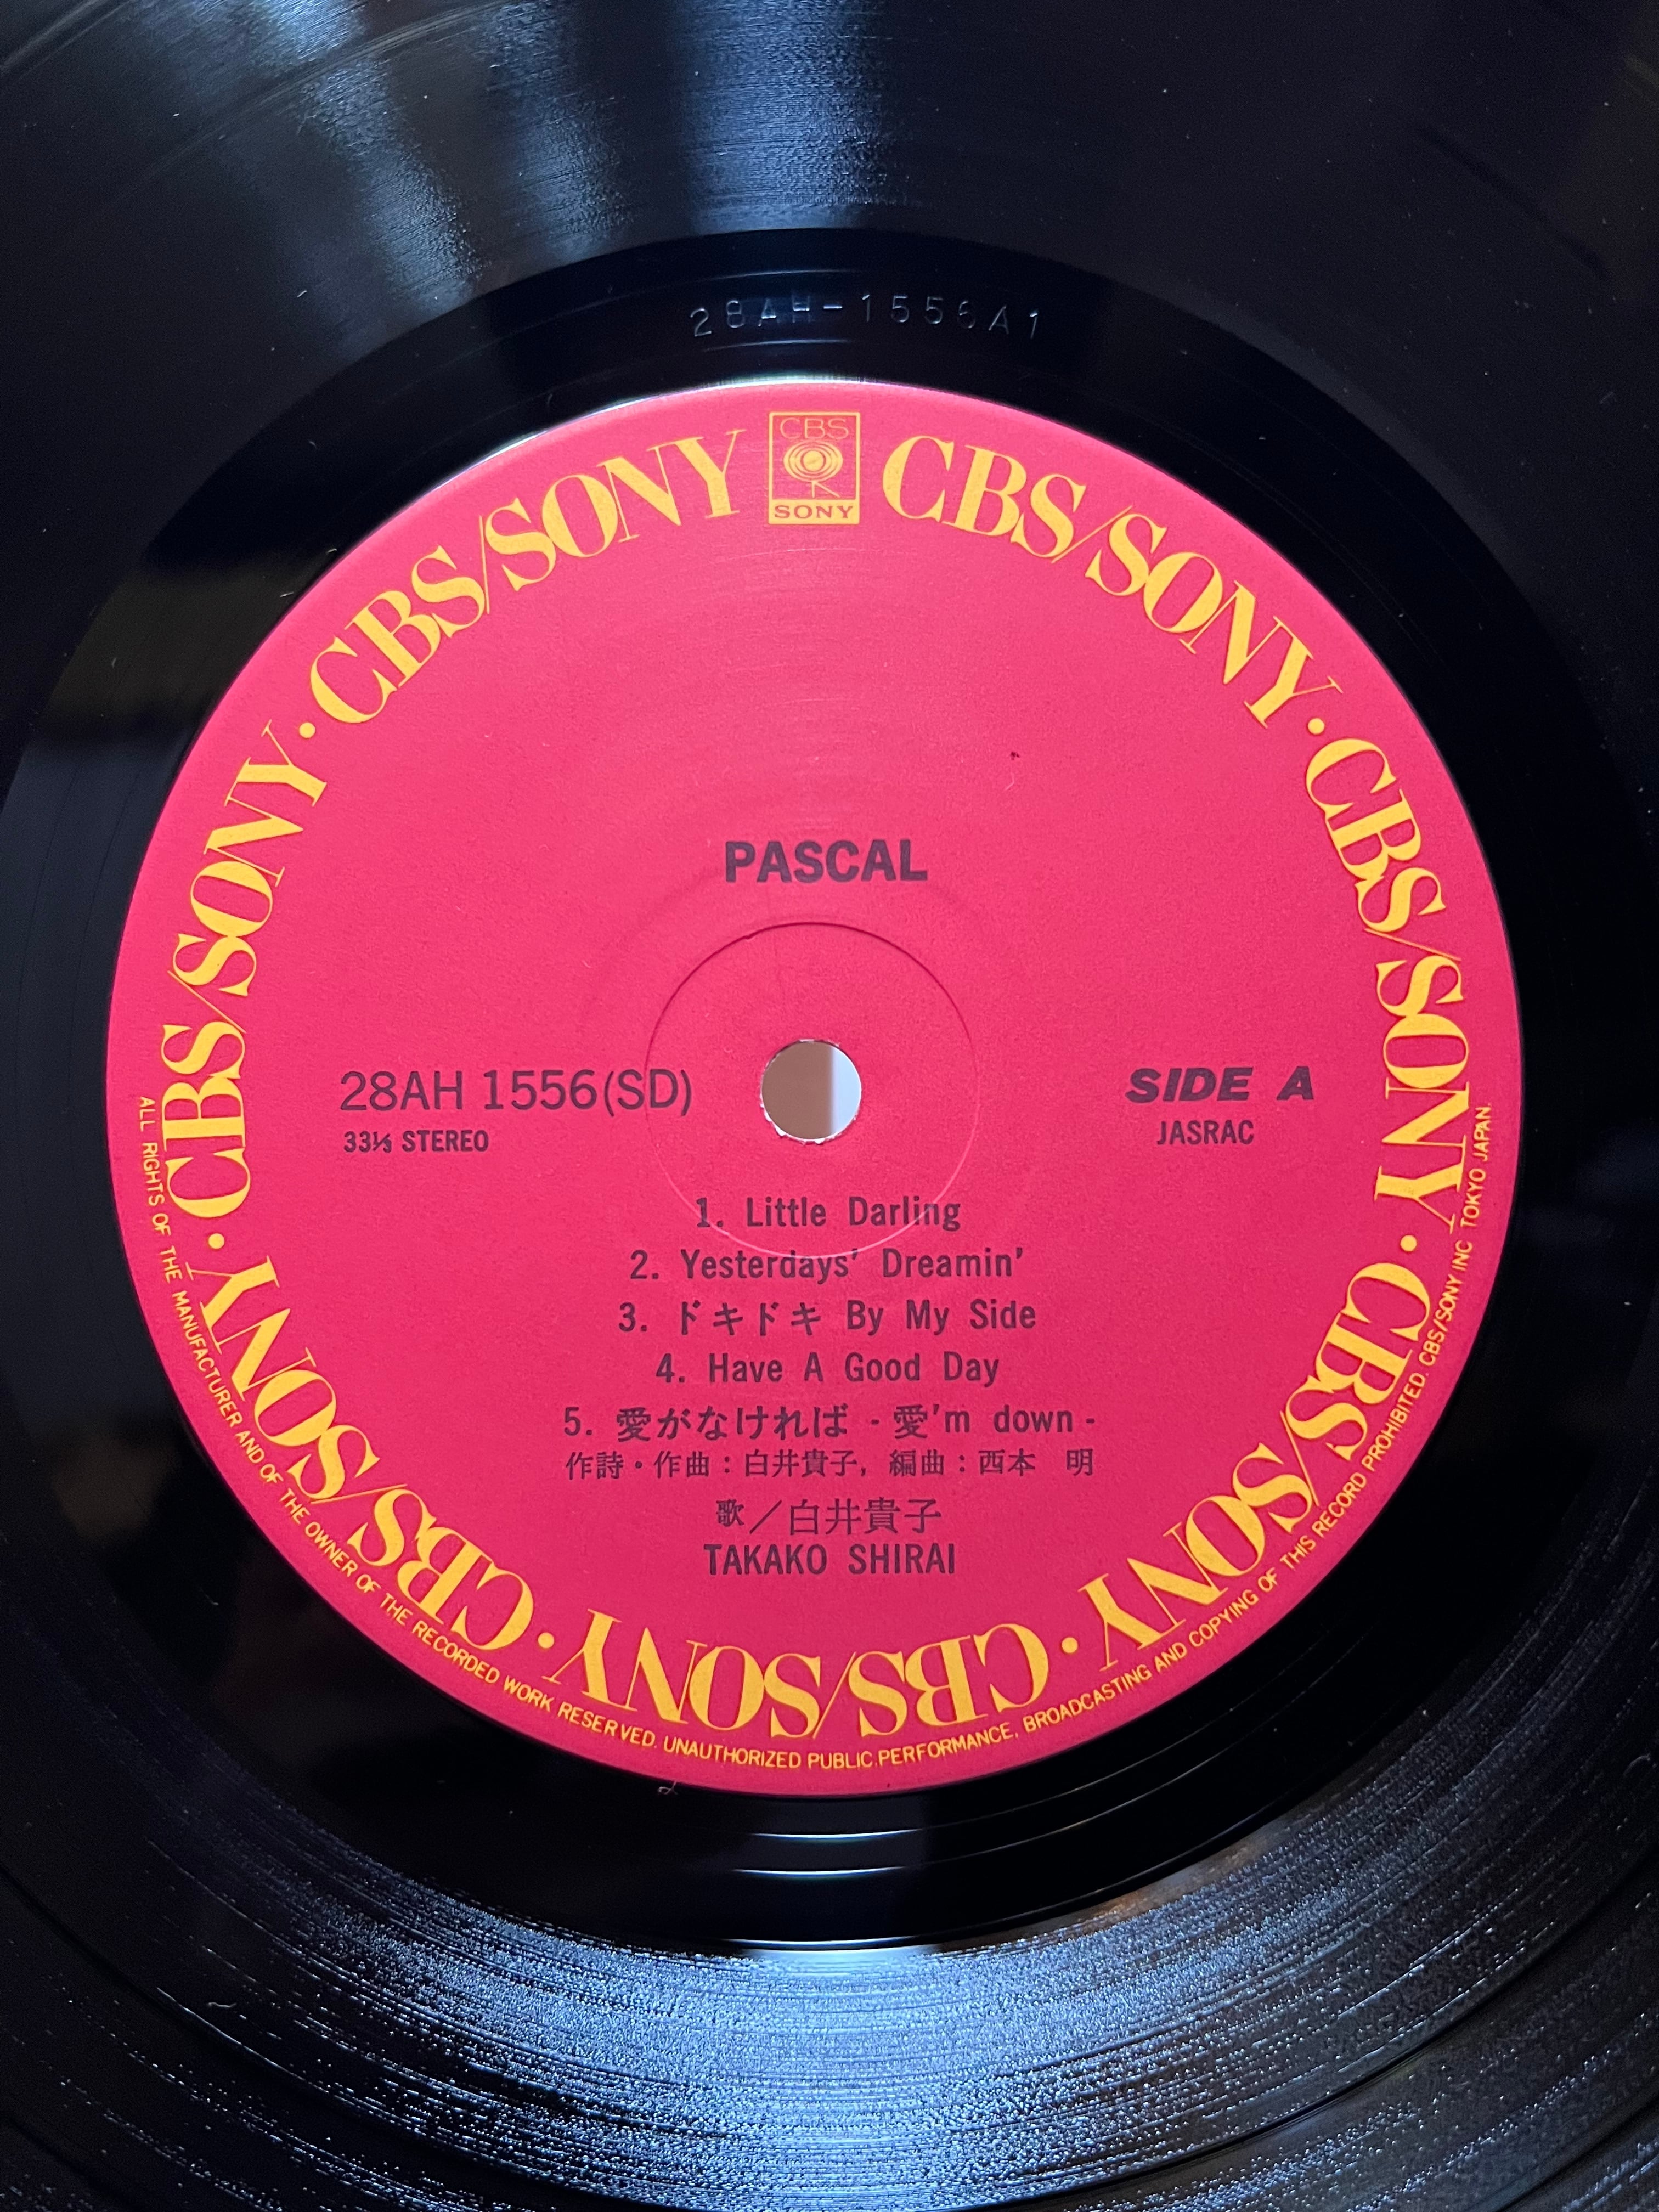 28AH-1556A1
CBS
SONY
CBS/SONY · CBS/SONY · CBS/SONY · CBS/SONY · CBS/SONY · CBS/SONY · CBS/SONY · CBS/SONY
PASCAL
28AH 1556(SD)
SIDE A
33⅓ STEREO
JASRAC
1. Little Darling
2. Yesterdays' Dreamin'
3. ドキドキ By My Side
4. Have A Good Day
5. 愛がなければ - 愛'm down -
作詩・作曲：白井貴子, 編曲：西本 明
歌／白井貴子
TAKAKO SHIRAI
ALL RIGHTS OF THE MANUFACTURER AND OF THE OWNER OF THE RECORDED WORK RESERVED. UNAUTHORIZED PUBLIC PERFORMANCE, BROADCASTING AND COPYING OF THIS RECORD PROHIBITED. CBS/SONY INC TOKYO JAPAN